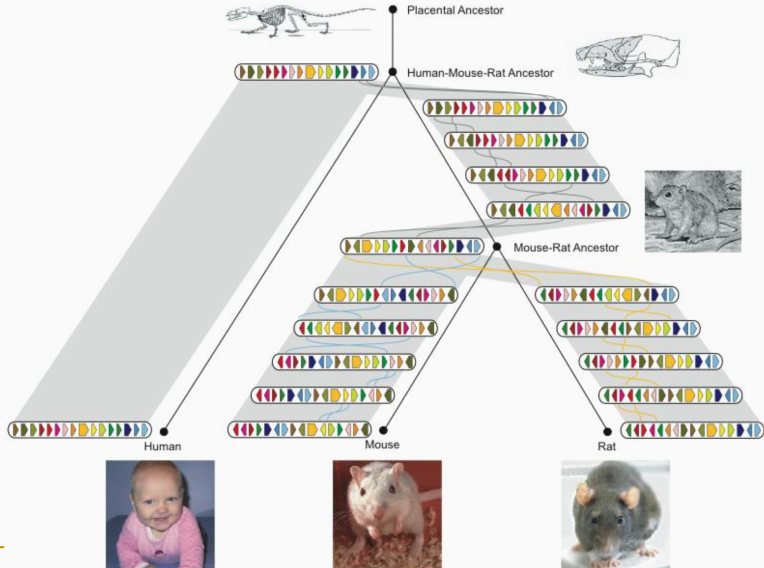 Placental Ancestor
Human-Mouse-Rat Ancestor
Mouse-Rat Ancestor
Human
Mouse
Rat